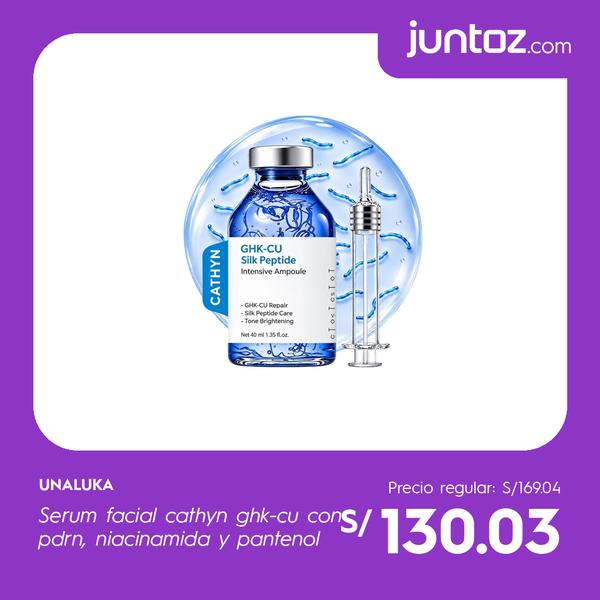 juntoz.com
CATHYN
GHK-CU
Silk Peptide
Intensive Ampoule
- GHK-CU Repair
- Silk Peptide Care
- Tone Brightening
Net 40 ml 1.35 fl.oz.
UNALUKA
Serum facial cathyn ghk-cu con
pdrn, niacinamida y pantenol
Precio regular: S/169.04
S/ 130.03